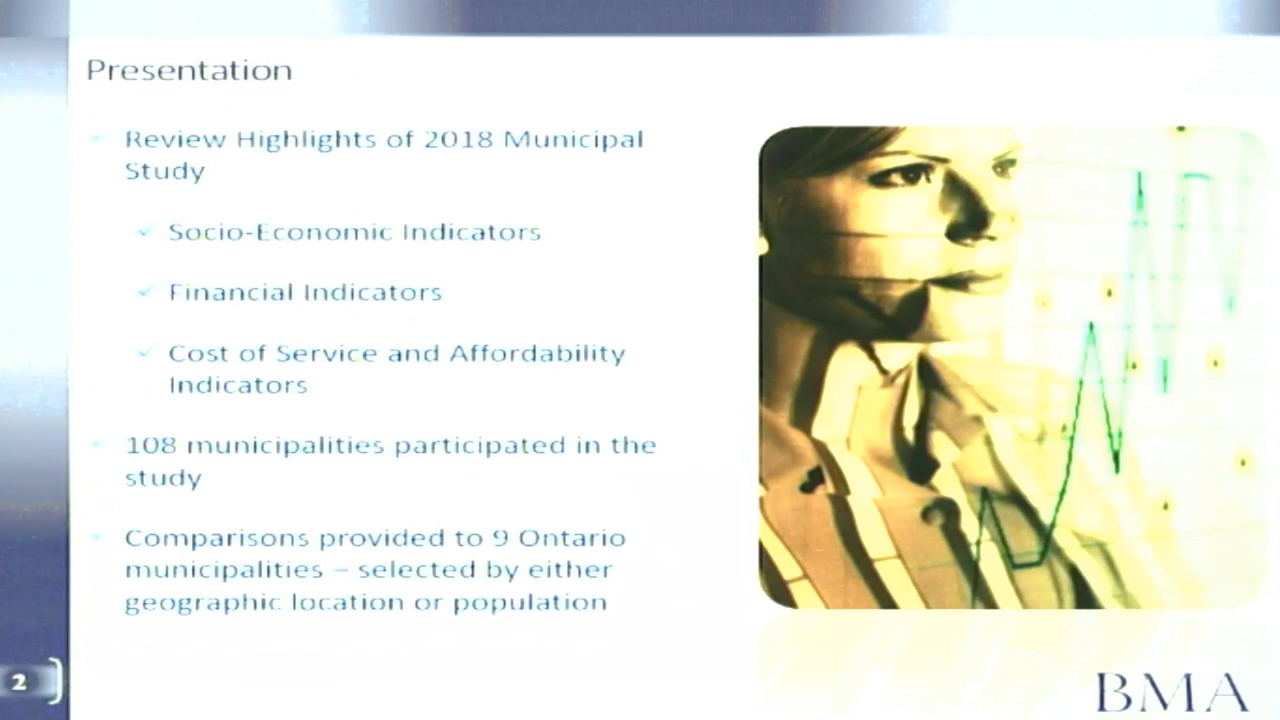 Presentation
Review Highlights of 2018 Municipal
Study
Socio-Economic Indicators
Financial Indicators
Cost of Service and Affordability
Indicators
108 municipalities participated in the
study
Comparisons provided to 9 Ontario
municipalities – selected by either
geographic location or population
2
BMA